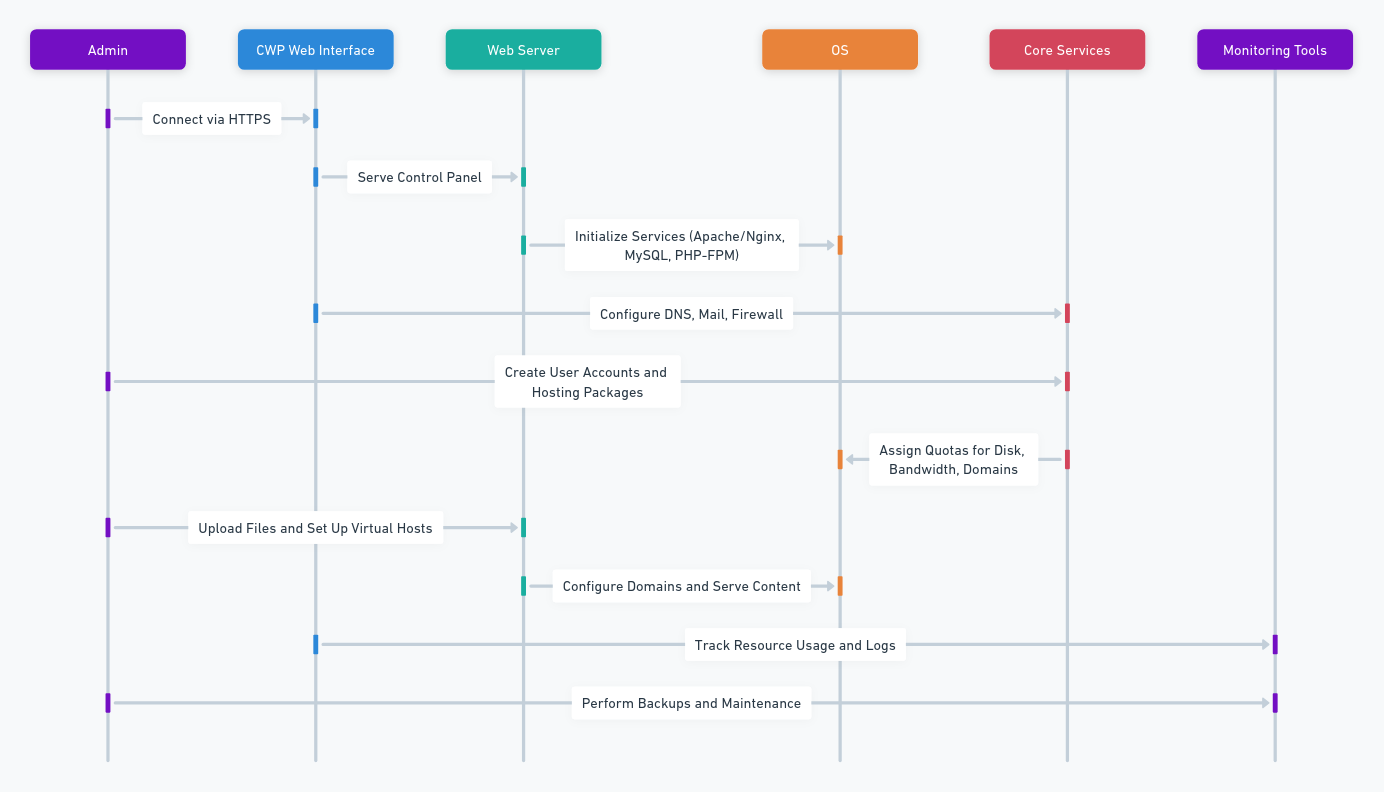 Admin
CWP Web Interface
Web Server
OS
Core Services
Monitoring Tools
Connect via HTTPS
Serve Control Panel
Initialize Services (Apache/Nginx,
MySQL, PHP-FPM)
Configure DNS, Mail, Firewall
Create User Accounts and
Hosting Packages
Assign Quotas for Disk,
Bandwidth, Domains
Upload Files and Set Up Virtual Hosts
Configure Domains and Serve Content
Track Resource Usage and Logs
Perform Backups and Maintenance